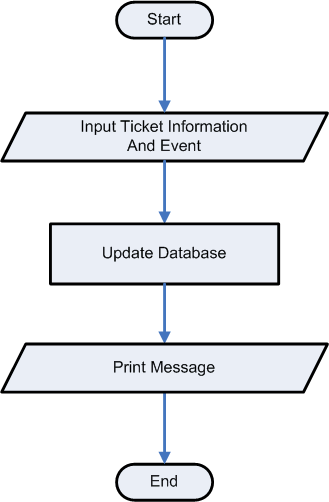 Start
Input Ticket Information
And Event
Update Database
Print Message
End